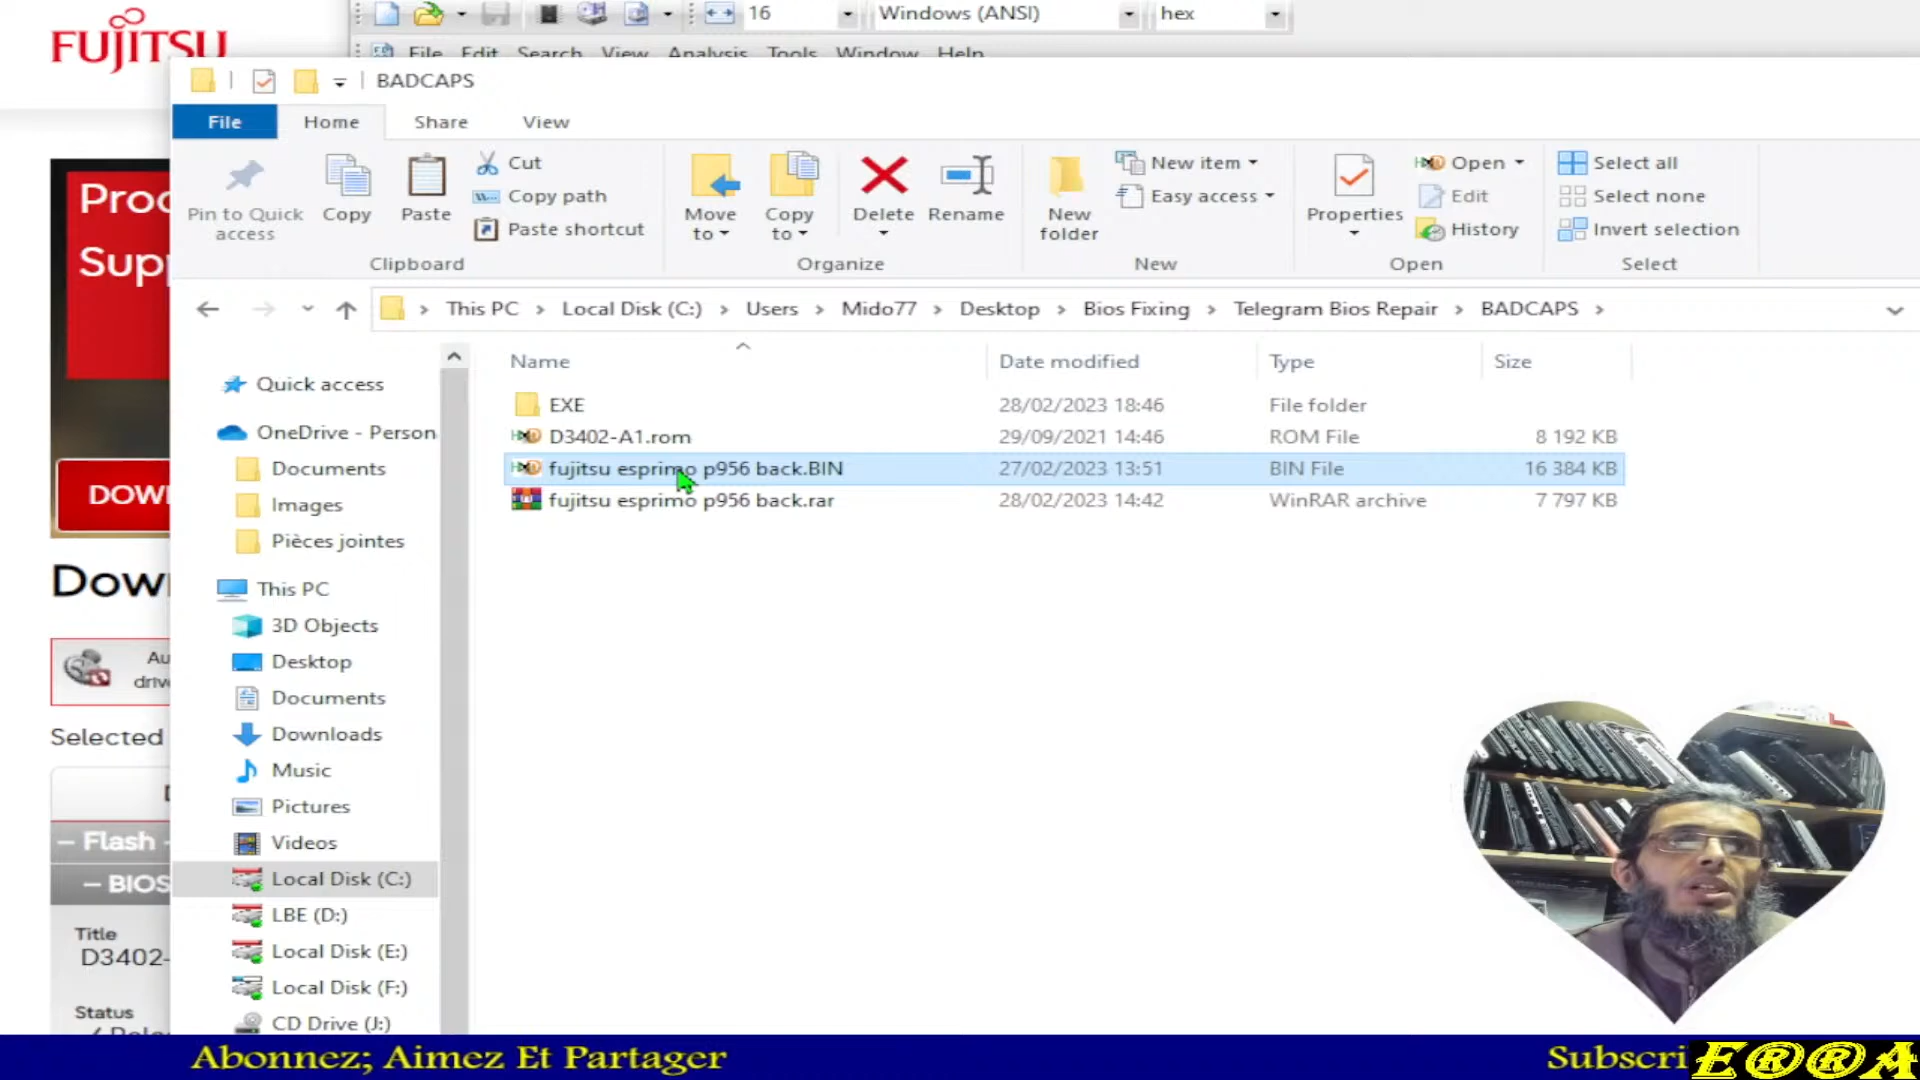 FUJITSU
16
Windows (ANSI)
hex
File Edit Search View Analysis Tools Window Help
BADCAPS
File Home Share View
Pin to Quick access
Copy
Paste
Cut
Copy path
Paste shortcut
Clipboard
Move to
Copy to
Delete
Rename
Organize
New folder
New item
Easy access
New
Properties
Open
Edit
History
Open
Select all
Select none
Invert selection
Select
This PC > Local Disk (C:) > Users > Mido77 > Desktop > Bios Fixing > Telegram Bios Repair > BADCAPS >
Name Date modified Type Size
EXE 28/02/2023 18:46 File folder
D3402-A1.rom 29/09/2021 14:46 ROM File 8 192 KB
fujitsu esprimo p956 back.BIN 27/02/2023 13:51 BIN File 16 384 KB
fujitsu esprimo p956 back.rar 28/02/2023 14:42 WinRAR archive 7 797 KB
Quick access
OneDrive - Person
Documents
Images
Pièces jointes
This PC
3D Objects
Desktop
Documents
Downloads
Music
Pictures
Videos
Local Disk (C:)
LBE (D:)
Local Disk (E:)
Local Disk (F:)
CD Drive (J:)
Proc
Supp
DOW
Dow
Au
drive
Selected
– Flash -
– BIOS
Title
D3402-
Status
Abonnez; Aimez Et Partager
Subscri
ERRA